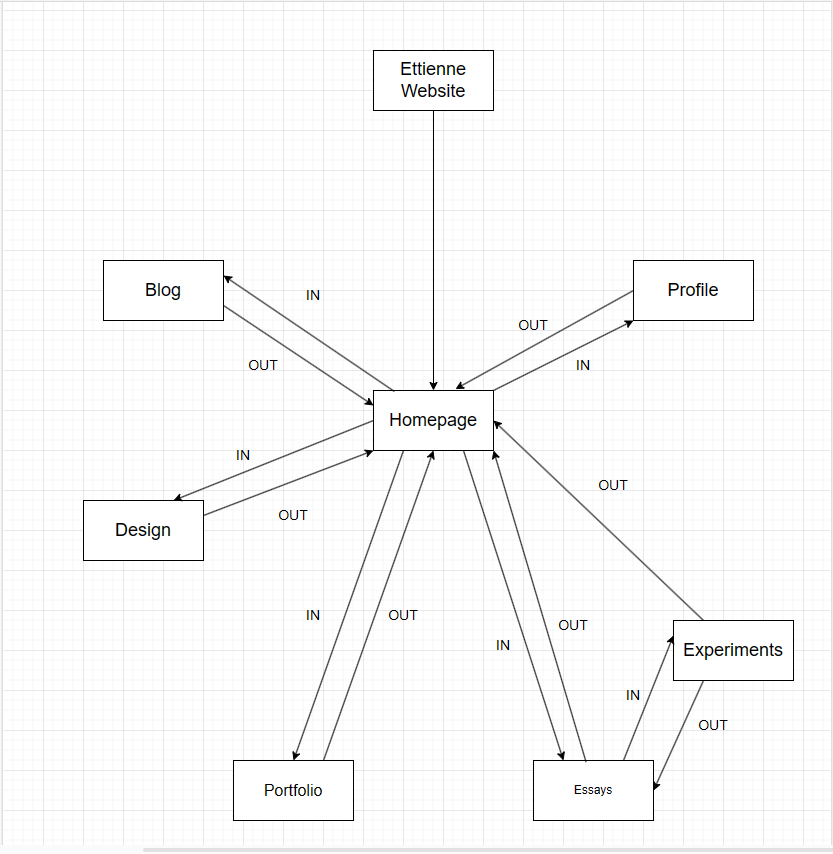 Ettienne
Website
Blog
Profile
IN
OUT
OUT
IN
Homepage
IN
OUT
OUT
Design
IN
OUT
OUT
IN
Experiments
IN
OUT
Portfolio
Essays